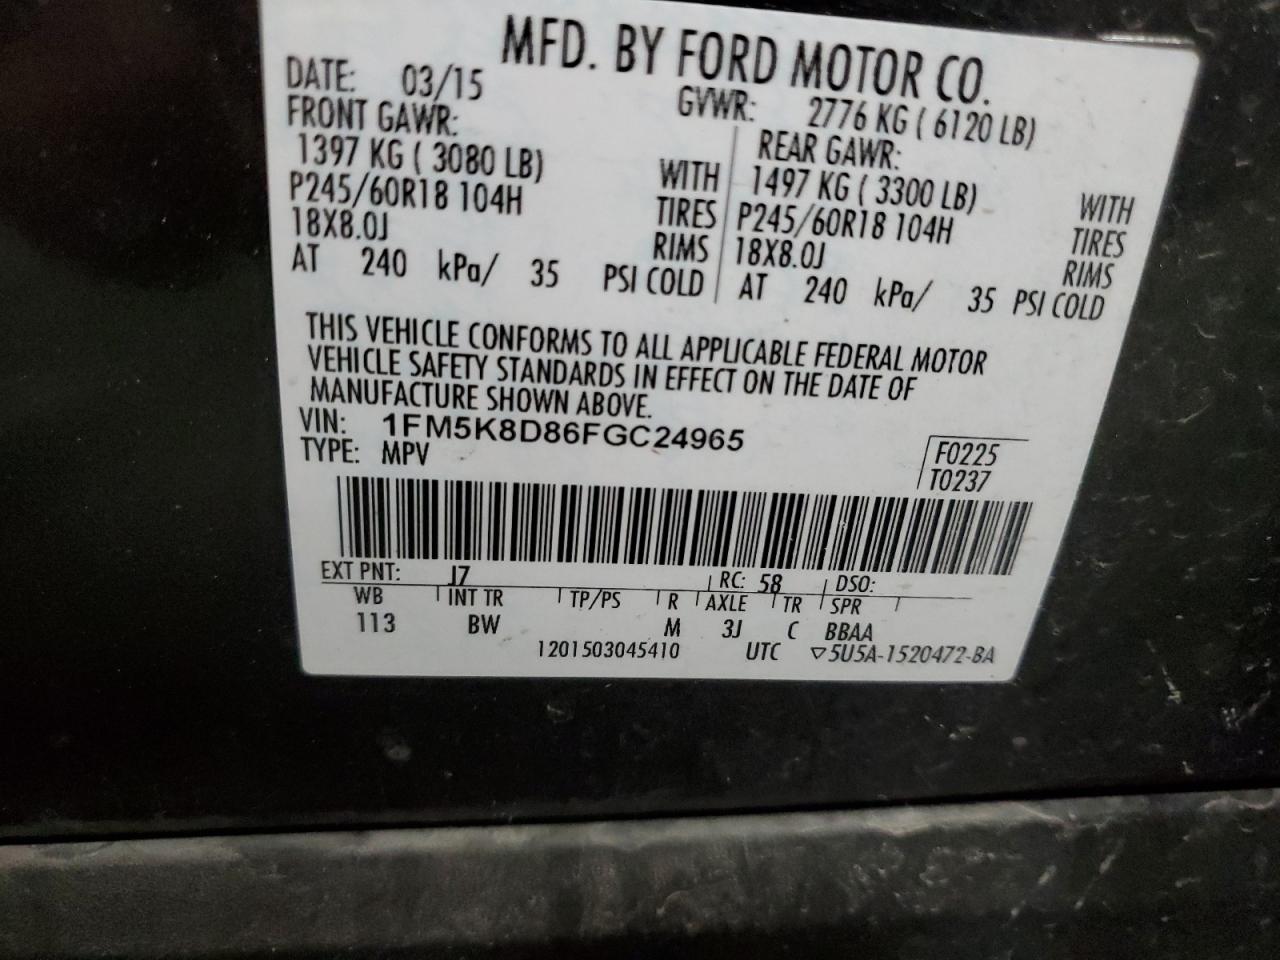 MFD. BY FORD MOTOR CO.
DATE: 03/15 GVWR: 2776 KG ( 6120 LB)
FRONT GAWR: REAR GAWR:
1397 KG ( 3080 LB) WITH 1497 KG ( 3300 LB) WITH
P245/60R18 104H TIRES P245/60R18 104H TIRES
18X8.0J RIMS 18X8.0J RIMS
AT 240 kPa/ 35 PSI COLD AT 240 kPa/ 35 PSI COLD
THIS VEHICLE CONFORMS TO ALL APPLICABLE FEDERAL MOTOR
VEHICLE SAFETY STANDARDS IN EFFECT ON THE DATE OF
MANUFACTURE SHOWN ABOVE.
VIN: 1FM5K8D86FGC24965
TYPE: MPV
F0225
T0237
EXT PNT: J7 RC: 58 DSO:
WB INT TR TP/PS R AXLE TR SPR
113 BW M 3J C BBAA
1201503045410 UTC ▽5U5A-1520472-BA